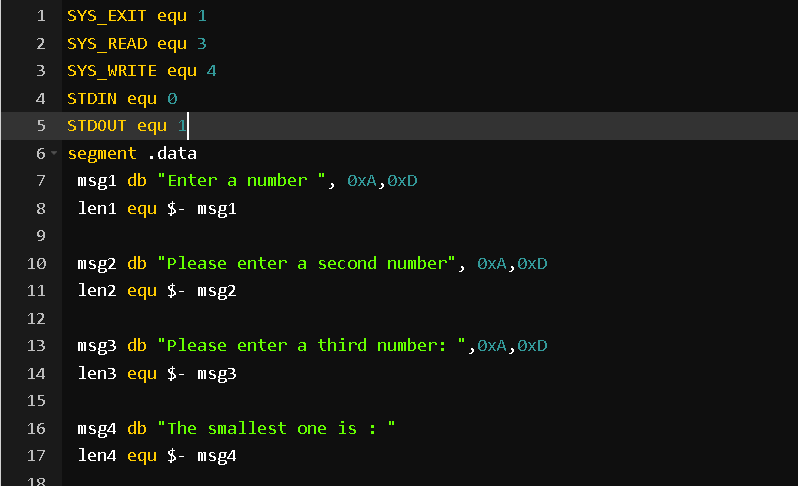 1 SYS_EXIT equ 1
2 SYS_READ equ 3
3 SYS_WRITE equ 4
4 STDIN equ 0
5 STDOUT equ 1
6 segment .data
7 msg1 db "Enter a number ", 0xA,0xD
8 len1 equ $- msg1
9
10 msg2 db "Please enter a second number", 0xA,0xD
11 len2 equ $- msg2
12
13 msg3 db "Please enter a third number: ",0xA,0xD
14 len3 equ $- msg3
15
16 msg4 db "The smallest one is : "
17 len4 equ $- msg4
18